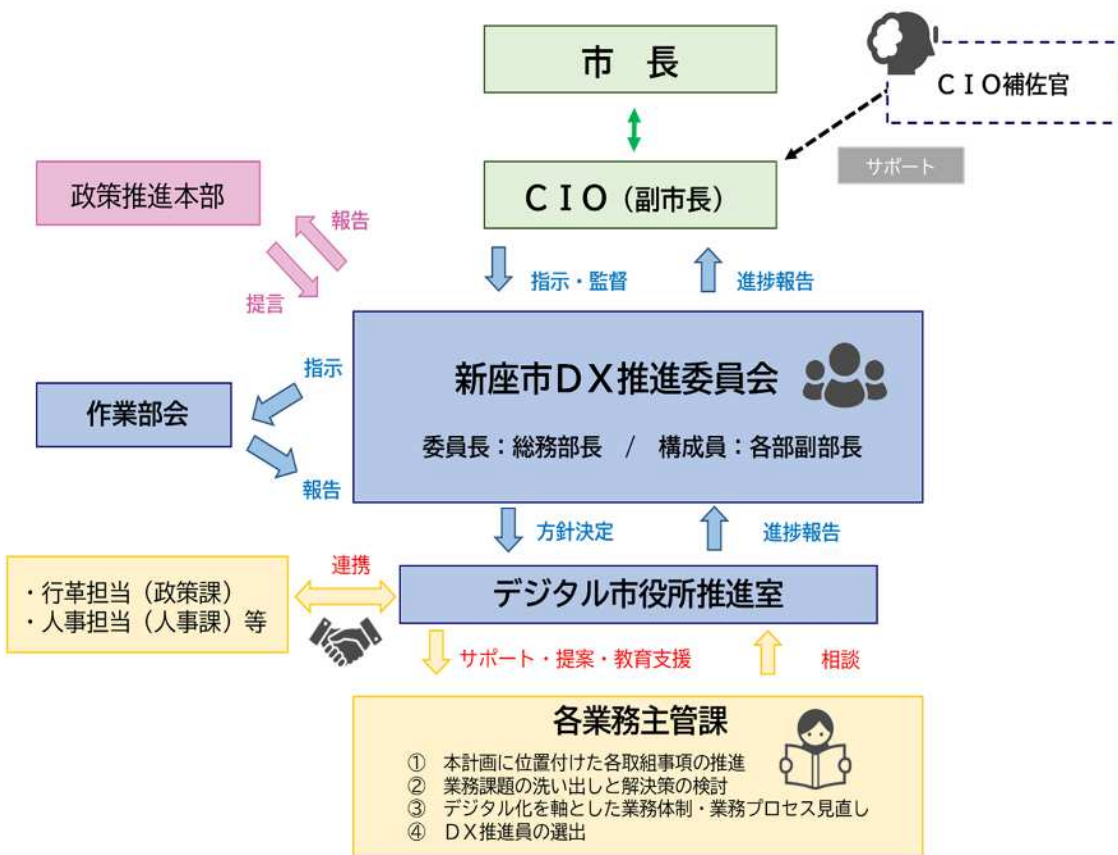 市　長
ＣＩＯ補佐官
サポート
ＣＩＯ（副市長）
政策推進本部
報告
提言
指示・監督
進捗報告
新座市ＤＸ推進委員会
委員長：総務部長　/　構成員：各部副部長
指示
作業部会
報告
方針決定
進捗報告
連携
・行革担当（政策課）
・人事担当（人事課）等
デジタル市役所推進室
サポート・提案・教育支援
相談
各業務主管課
①　本計画に位置付けた各取組事項の推進
②　業務課題の洗い出しと解決策の検討
③　デジタル化を軸とした業務体制・業務プロセス見直し
④　ＤＸ推進員の選出